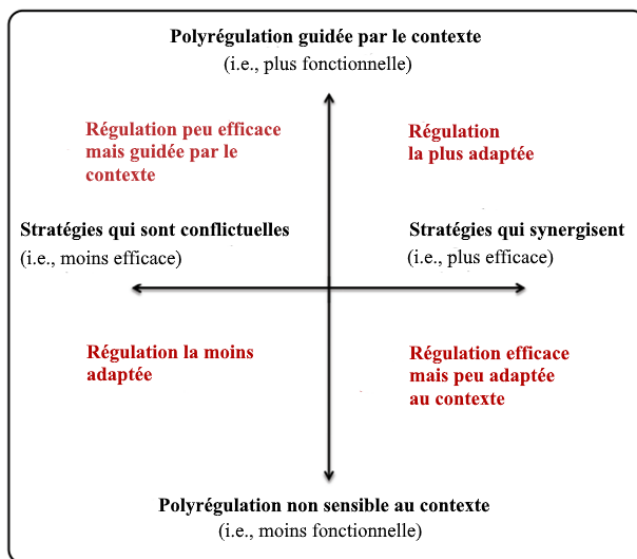 Polyrégulation guidée par le contexte
(i.e., plus fonctionnelle)
Régulation peu efficace
mais guidée par le
contexte
Régulation
la plus adaptée
Stratégies qui sont conflictuelles
(i.e., moins efficace)
Stratégies qui synergisent
(i.e., plus efficace)
Régulation la moins
adaptée
Régulation efficace
mais peu adaptée
au contexte
Polyrégulation non sensible au contexte
(i.e., moins fonctionnelle)